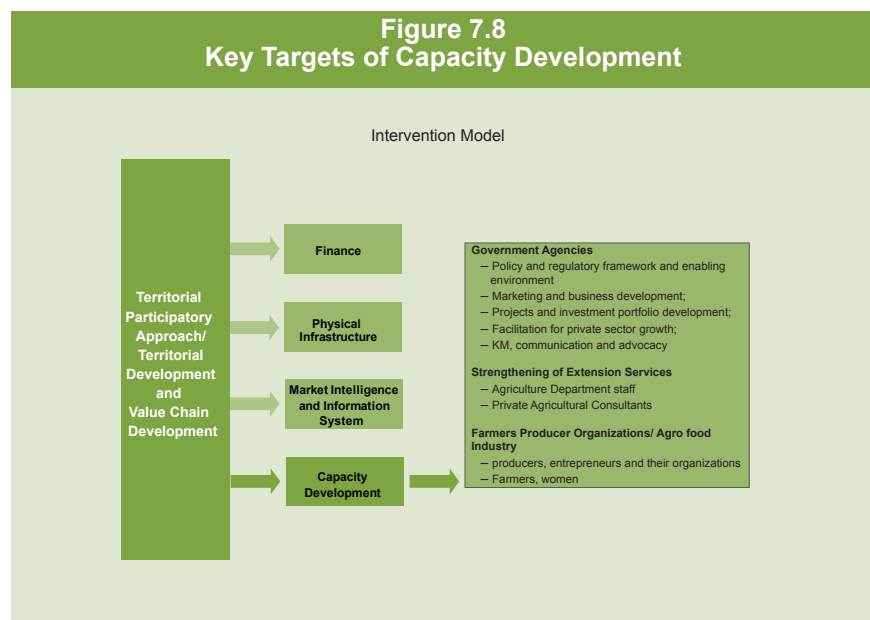 Figure 7.8
Key Targets of Capacity Development
Intervention Model
Territorial
Participatory
Approach/
Territorial
Development
and
Value Chain
Development
Finance
Physical
Infrastructure
Market Intelligence
and Information
System
Capacity
Development
Government Agencies
– Policy and regulatory framework and enabling
environment
– Marketing and business development;
– Projects and investment portfolio development;
– Facilitation for private sector growth;
– KM, communication and advocacy
Strengthening of Extension Services
– Agriculture Department staff
– Private Agricultural Consultants
Farmers Producer Organizations/ Agro food
Industry
– producers, entrepreneurs and their organizations
– Farmers, women